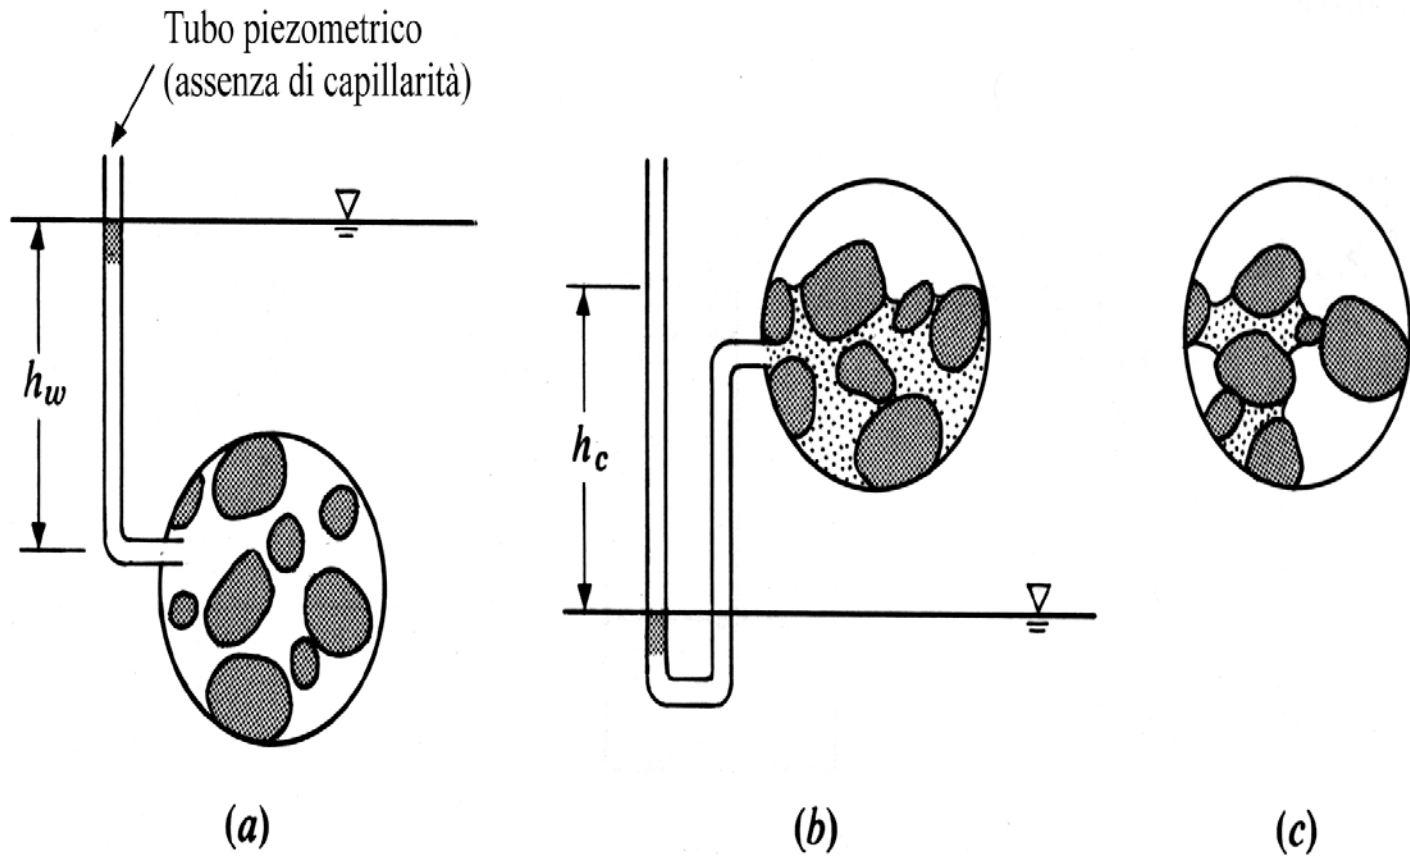 Tubo piezometrico
(assenza di capillarità)
h_w
h_c
(a)
(b)
(c)